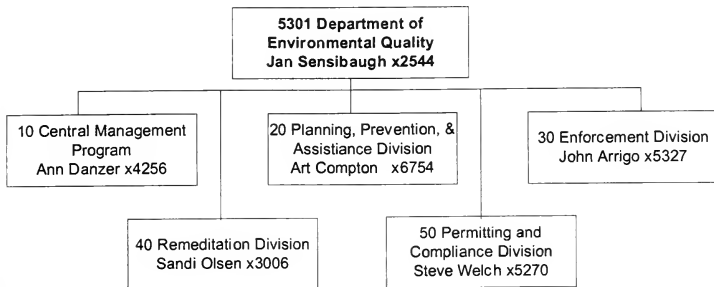 5301 Department of
Environmental Quality
Jan Sensibaugh x2544
10 Central Management
Program
Ann Danzer x4256
20 Planning, Prevention, &
Assistiance Division
Art Compton x6754
30 Enforcement Division
John Arrigo x5327
40 Remeditation Division
Sandi Olsen x3006
50 Permitting and
Compliance Division
Steve Welch x5270